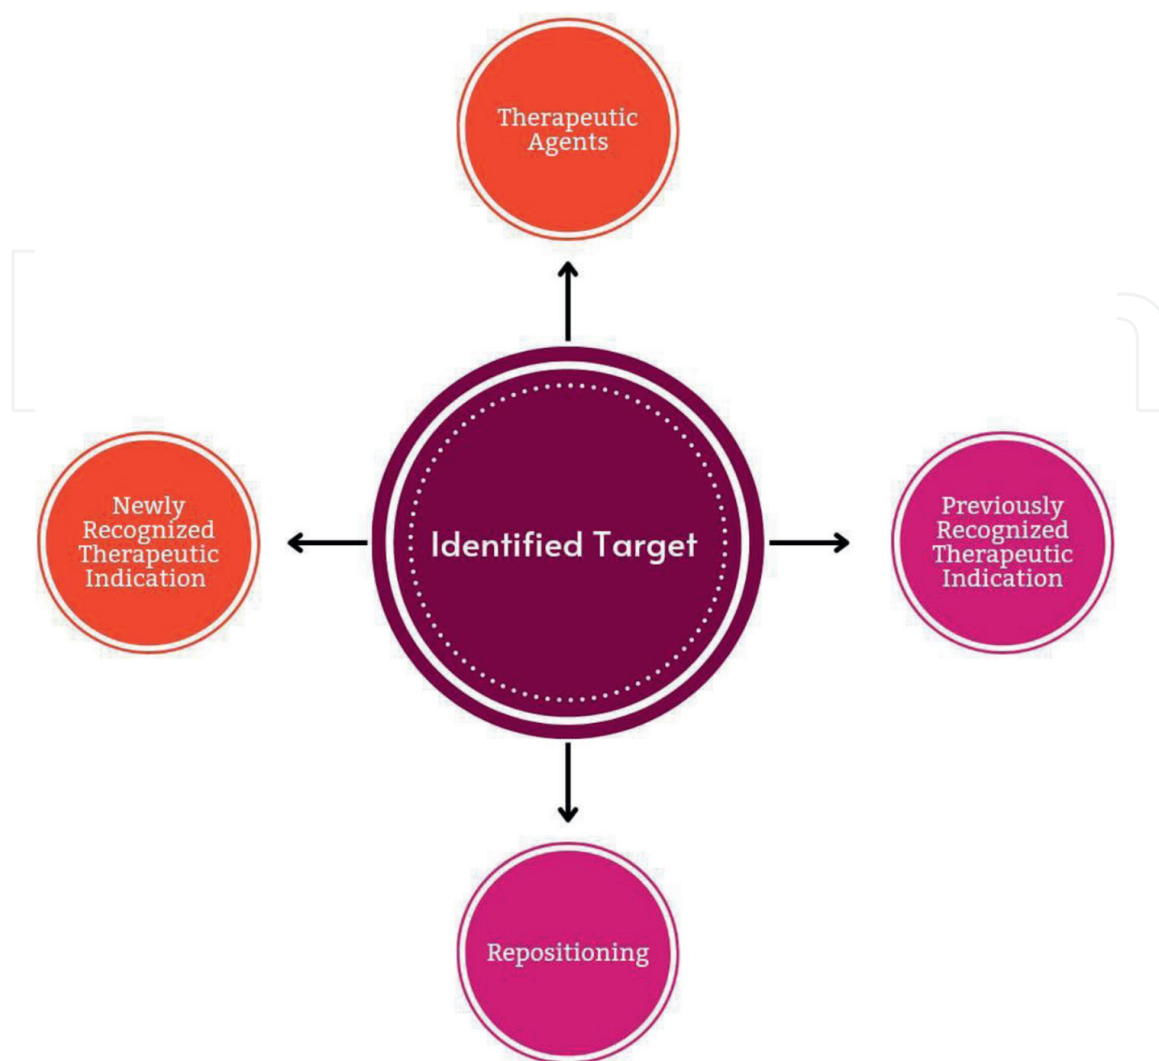 Therapeutic
Agents
Newly
Recognized
Therapeutic
Indication
Identified Target
Previously
Recognized
Therapeutic
Indication
Repositioning